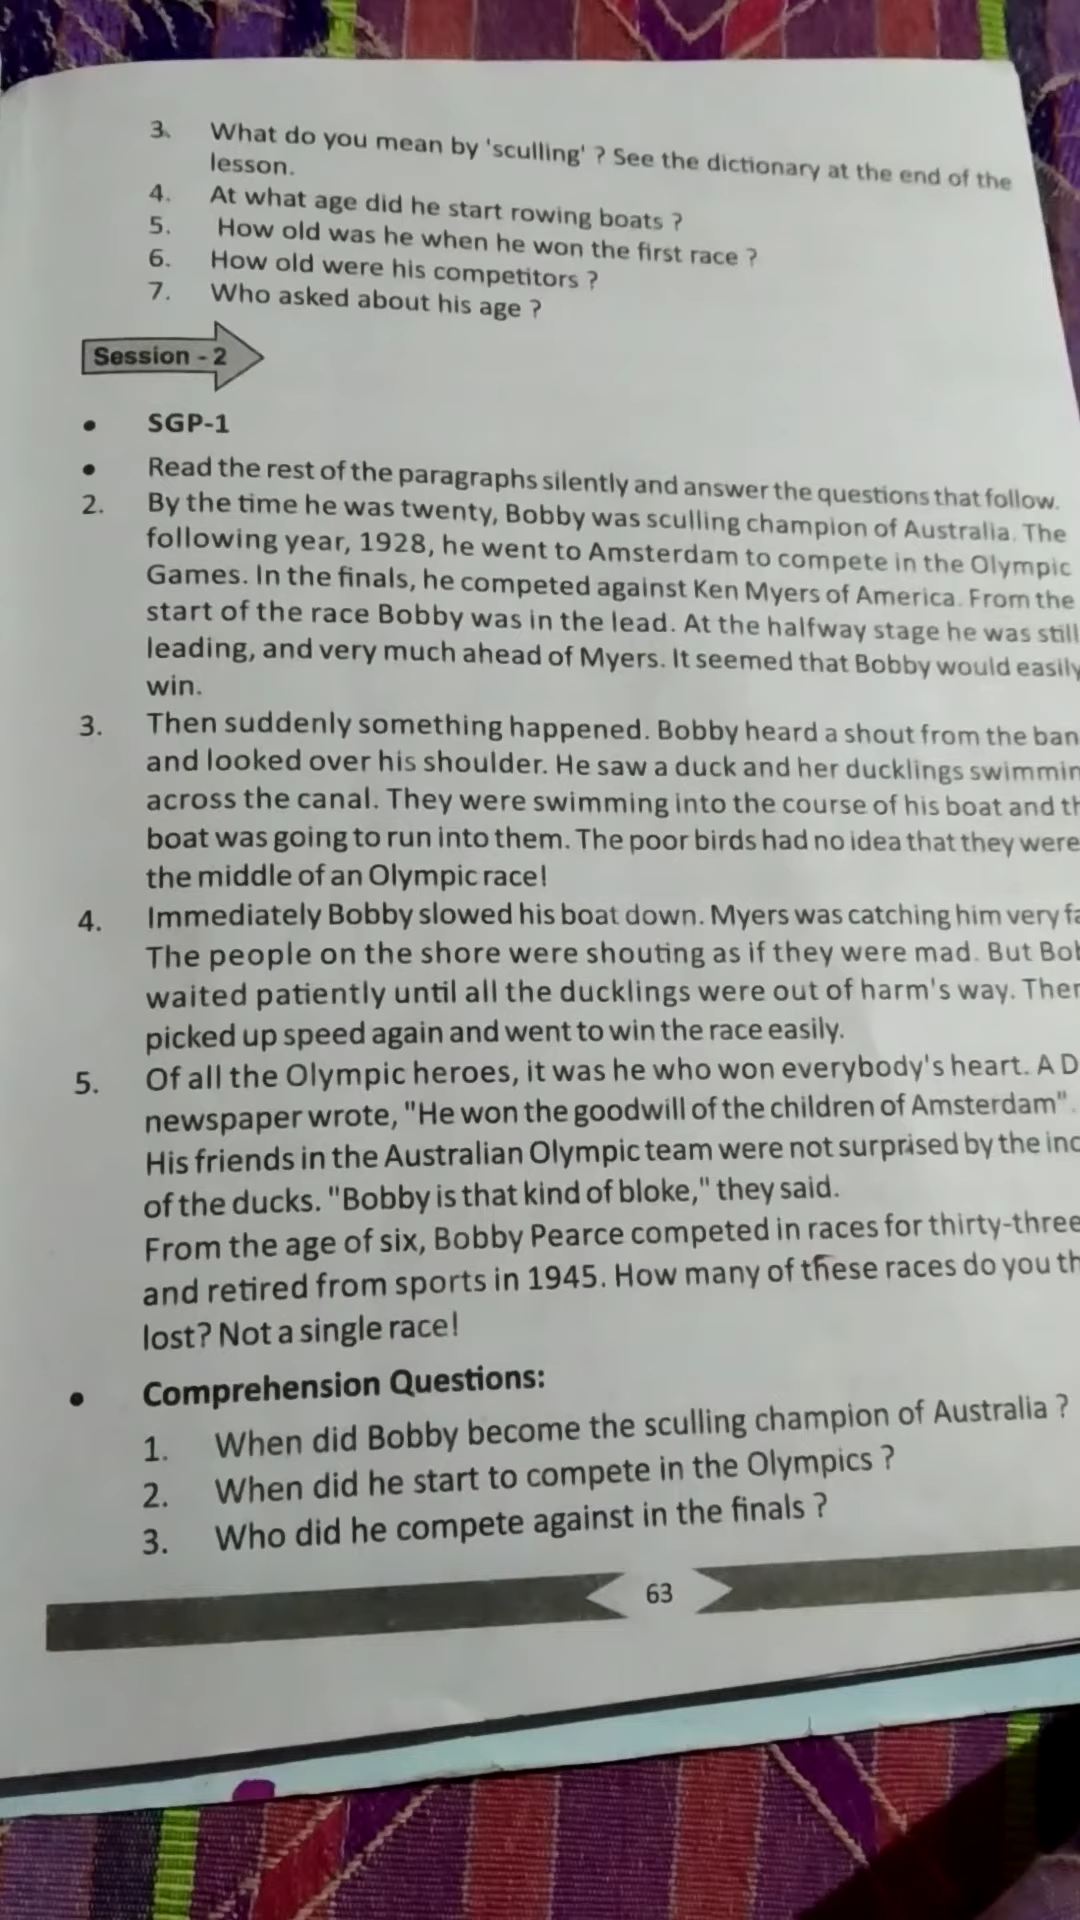 3. What do you mean by 'sculling' ? See the dictionary at the end of the
lesson.
4. At what age did he start rowing boats ?
5. How old was he when he won the first race ?
6. How old were his competitors ?
7. Who asked about his age ?
Session - 2
• SGP-1
• Read the rest of the paragraphs silently and answer the questions that follow.
2. By the time he was twenty, Bobby was sculling champion of Australia. The
following year, 1928, he went to Amsterdam to compete in the Olympic
Games. In the finals, he competed against Ken Myers of America. From the
start of the race Bobby was in the lead. At the halfway stage he was still
leading, and very much ahead of Myers. It seemed that Bobby would easily
win.
3. Then suddenly something happened. Bobby heard a shout from the
and looked over his shoulder. He saw a duck and her ducklings
across the canal. They were swimming into the course of his boat and
boat was going to run into them. The poor birds had no idea that they were
the middle of an Olympic race!
4. Immediately Bobby slowed his boat down. Myers was catching him very
The people on the shore were shouting as if they were mad. But
waited patiently until all the ducklings were out of harm's way.
picked up speed again and went to win the race easily.
5. Of all the Olympic heroes, it was he who won everybody's heart. A
newspaper wrote, "He won the goodwill of the children of Amsterdam".
His friends in the Australian Olympic team were not surprised by the
of the ducks. "Bobby is that kind of bloke," they said.
From the age of six, Bobby Pearce competed in races for thirty-three
and retired from sports in 1945. How many of these races do you
lost? Not a single race!
• Comprehension Questions:
1. When did Bobby become the sculling champion of Australia ?
2. When did he start to compete in the Olympics ?
3. Who did he compete against in the finals ?
63